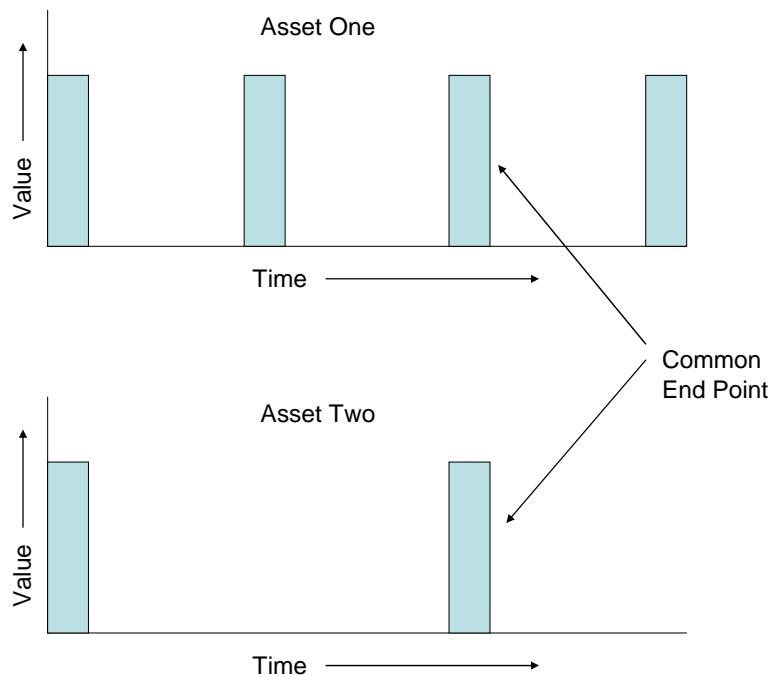 Asset One
Value
Time
Common
End Point
Asset Two
Value
Time